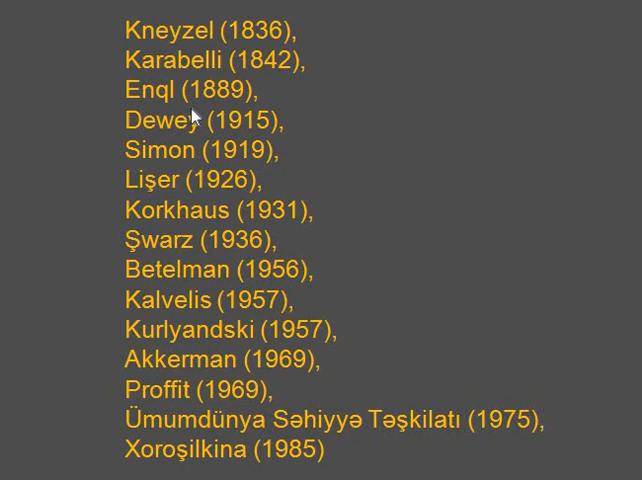 Kneyzel (1836),
Karabelli (1842),
Enql (1889),
Dewey (1915),
Simon (1919),
Lişer (1926),
Korkhaus (1931),
Şwarz (1936),
Betelman (1956),
Kalvelis (1957),
Kurlyandski (1957),
Akkerman (1969),
Proffit (1969),
Ümumdünya Səhiyyə Təşkilatı (1975),
Xoroşilkina (1985)